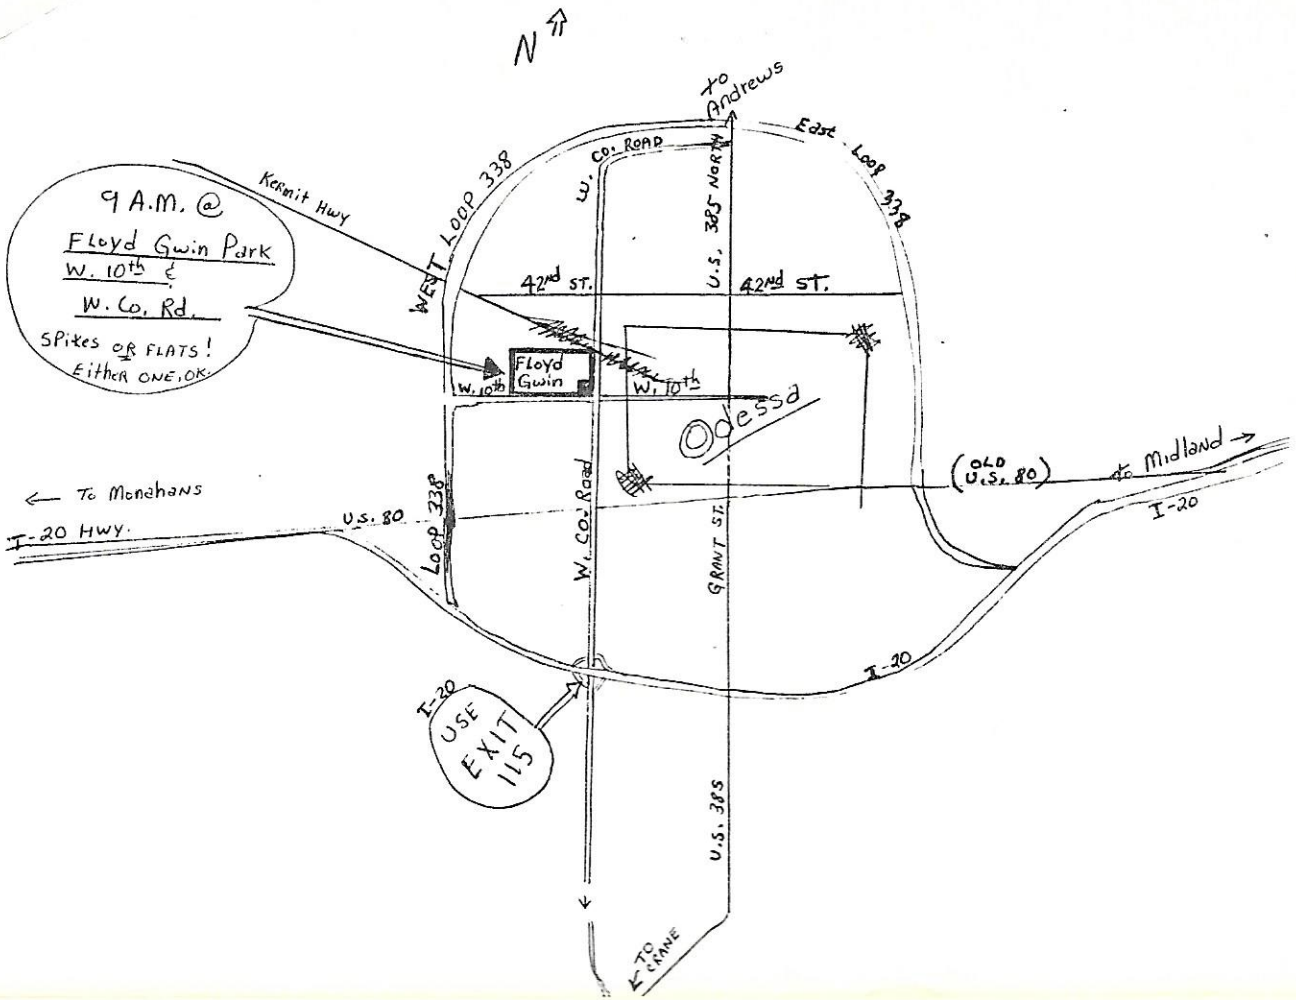 N
to
Andrews
East Loop 338
W. Co. ROAD
U.S. 385 NORTH
WEST LOOP 338
Kermit Hwy
9 A.M. @
Floyd Gwin Park
W. 10th &
W. Co. Rd.
SPikes OR FLATS!
Either ONE, OK.
42nd ST.
42nd ST.
Floyd
Gwin
W. 10th
W. 10th
Odessa
(OLD
U.S. 80)
to Midland
I-20
← To Monahans
I-20 HWY.
U.S. 80
LOOP 338
W. Co. Road
GRANT ST.
I-20
I-20
USE
EXIT
115
U.S. 385
TO
CRANE